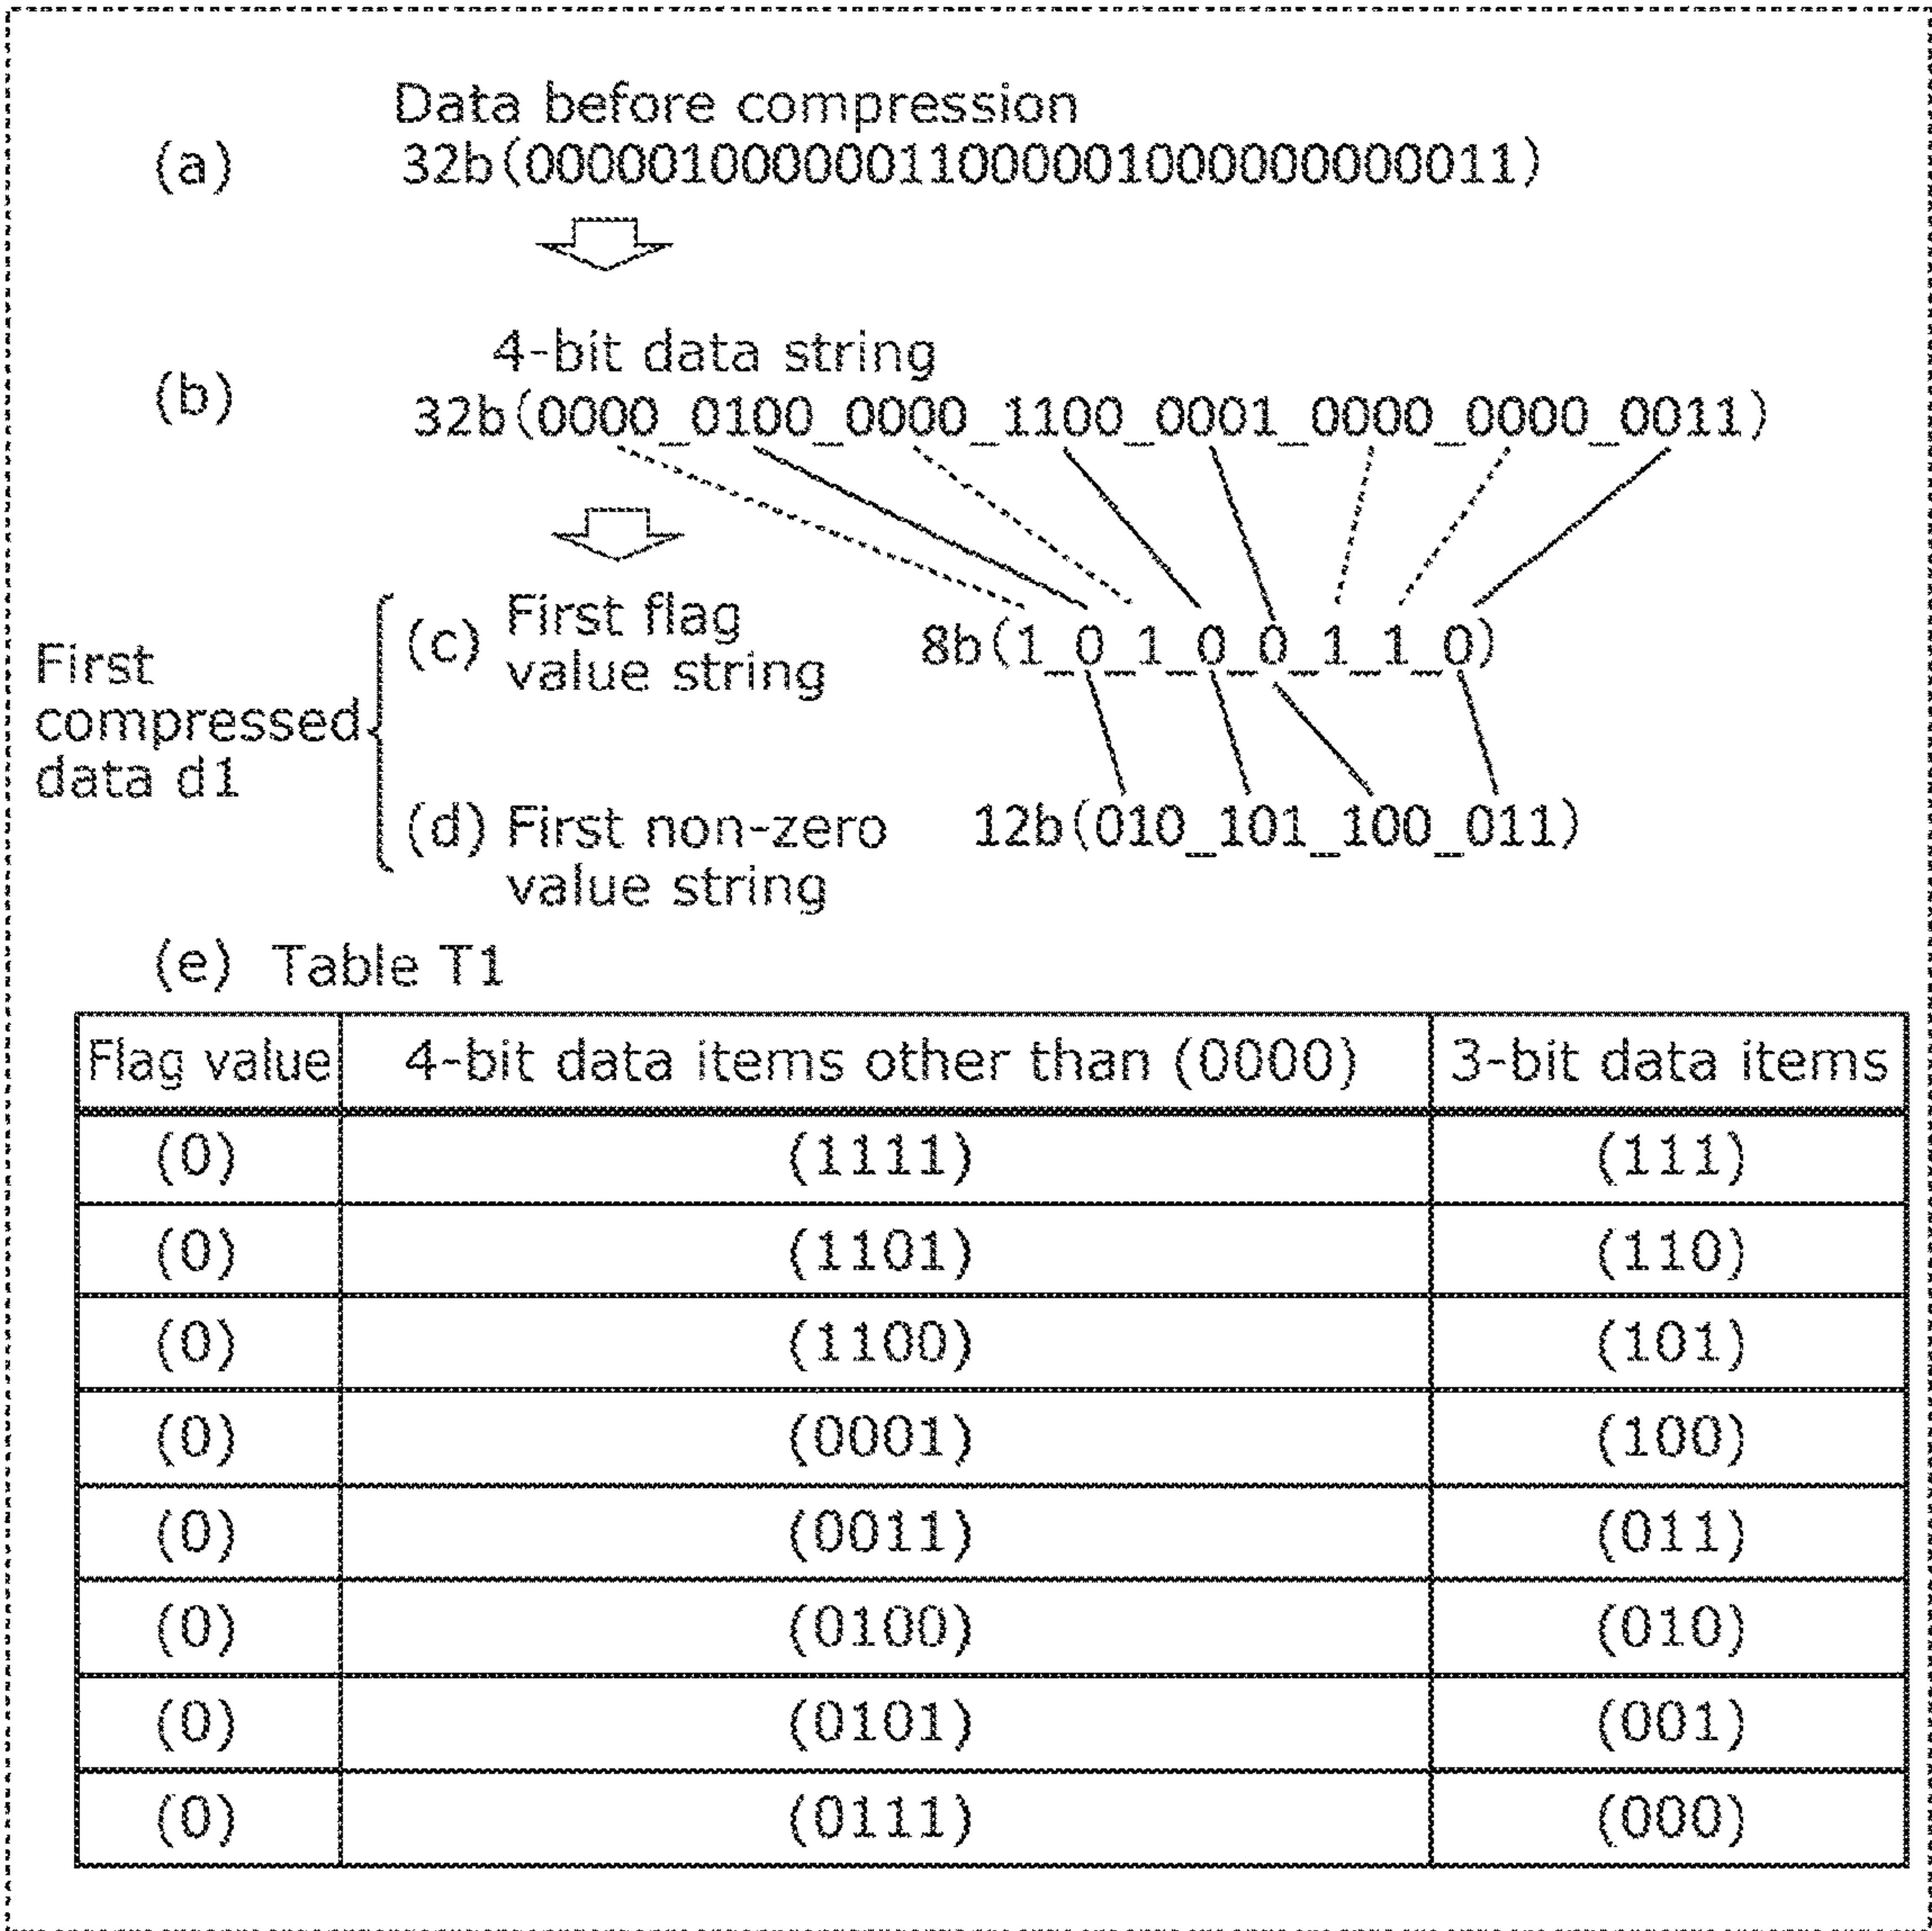 Data before compression
(a) 32b(00000100000011000001000000000011)
4-bit data string
(b) 32b(0000_0100_0000_1100_0001_0000_0000_0011)
First
compressed
data d1
(c) First flag
value string
8b(1_0_1_0_0_1_1_0)
(d) First non-zero
value string
12b(010_101_100_011)
(e) Table T1
Flag value 4-bit data items other than (0000) 3-bit data items
(0) (1111) (111)
(0) (1101) (110)
(0) (1100) (101)
(0) (0001) (100)
(0) (0011) (011)
(0) (0100) (010)
(0) (0101) (001)
(0) (0111) (000)